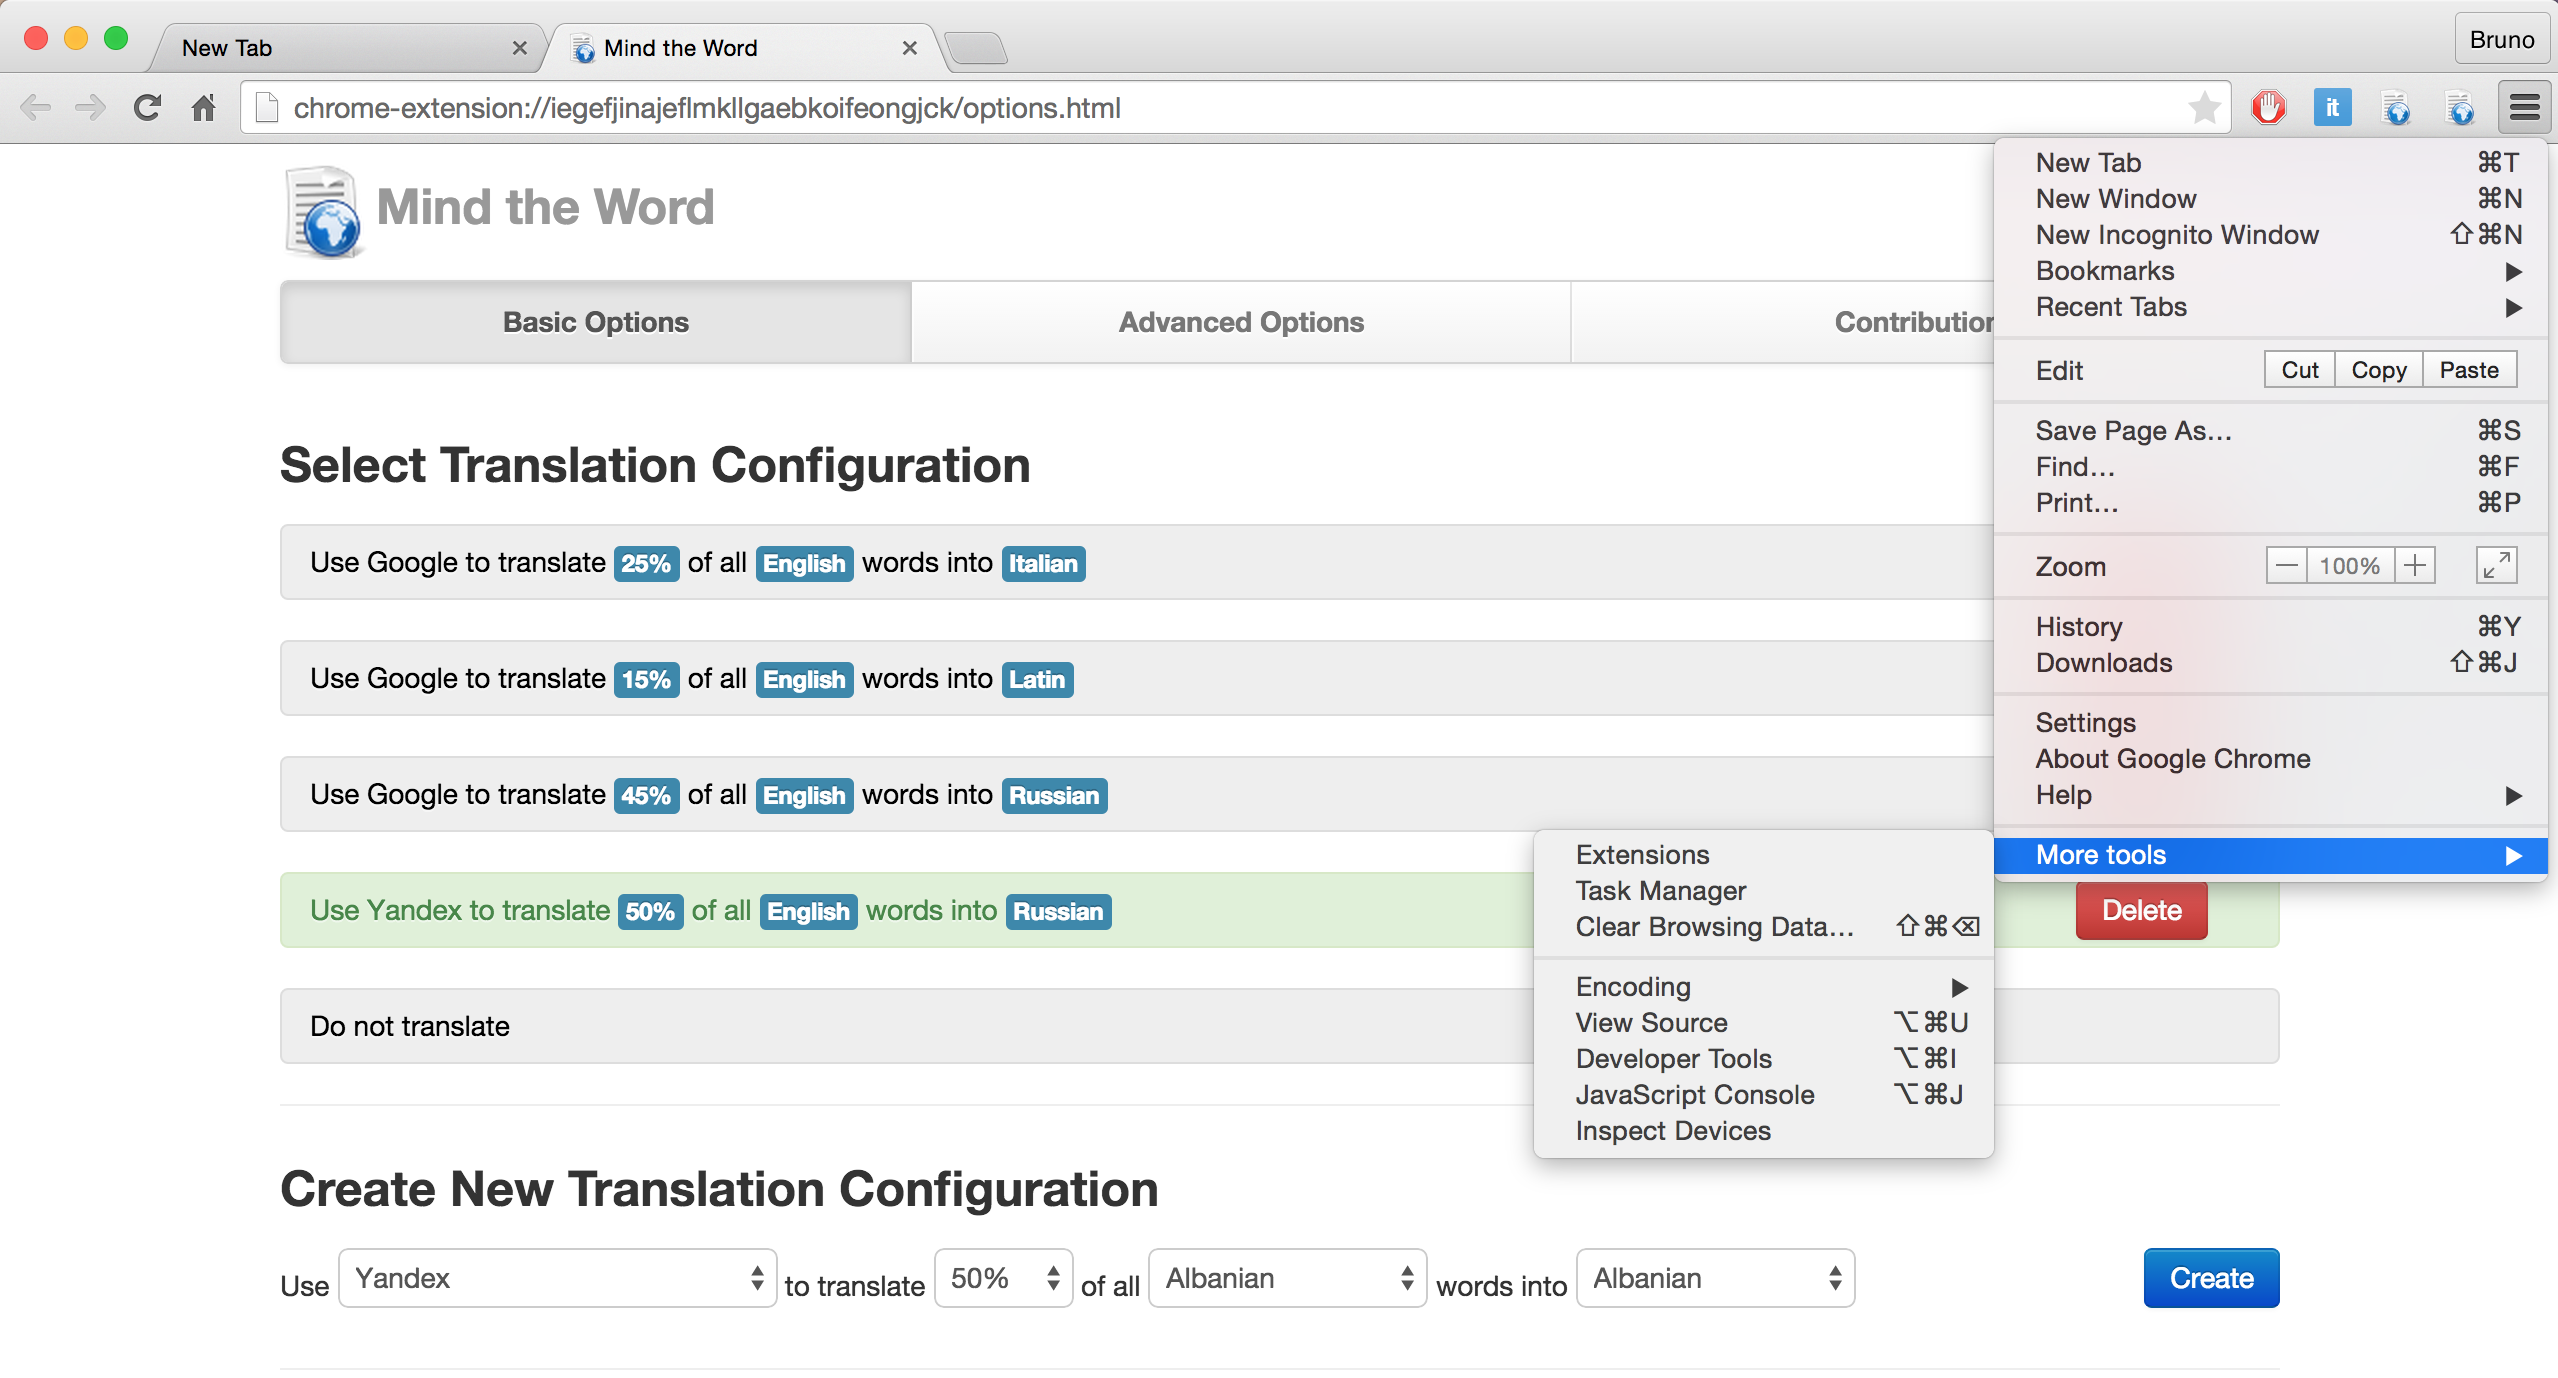 New Tab
Mind the Word
Bruno
chrome-extension://iegefjinajeflmkllgaebkoifeongjck/options.html
it
Mind the Word
Basic Options
Advanced Options
Contribution
Select Translation Configuration
Use Google to translate 25% of all English words into Italian
Use Google to translate 15% of all English words into Latin
Use Google to translate 45% of all English words into Russian
Use Yandex to translate 50% of all English words into Russian
Delete
Do not translate
Create New Translation Configuration
Use Yandex to translate 50% of all Albanian words into Albanian
Create
New Tab ⌘T
New Window ⌘N
New Incognito Window ⇧⌘N
Bookmarks ▶
Recent Tabs ▶
Edit Cut Copy Paste
Save Page As... ⌘S
Find... ⌘F
Print... ⌘P
Zoom — 100% +
History ⌘Y
Downloads ⇧⌘J
Settings
About Google Chrome
Help ▶
More tools ▶
Extensions
Task Manager
Clear Browsing Data... ⇧⌘⌫
Encoding ▶
View Source ⌥⌘U
Developer Tools ⌥⌘I
JavaScript Console ⌥⌘J
Inspect Devices